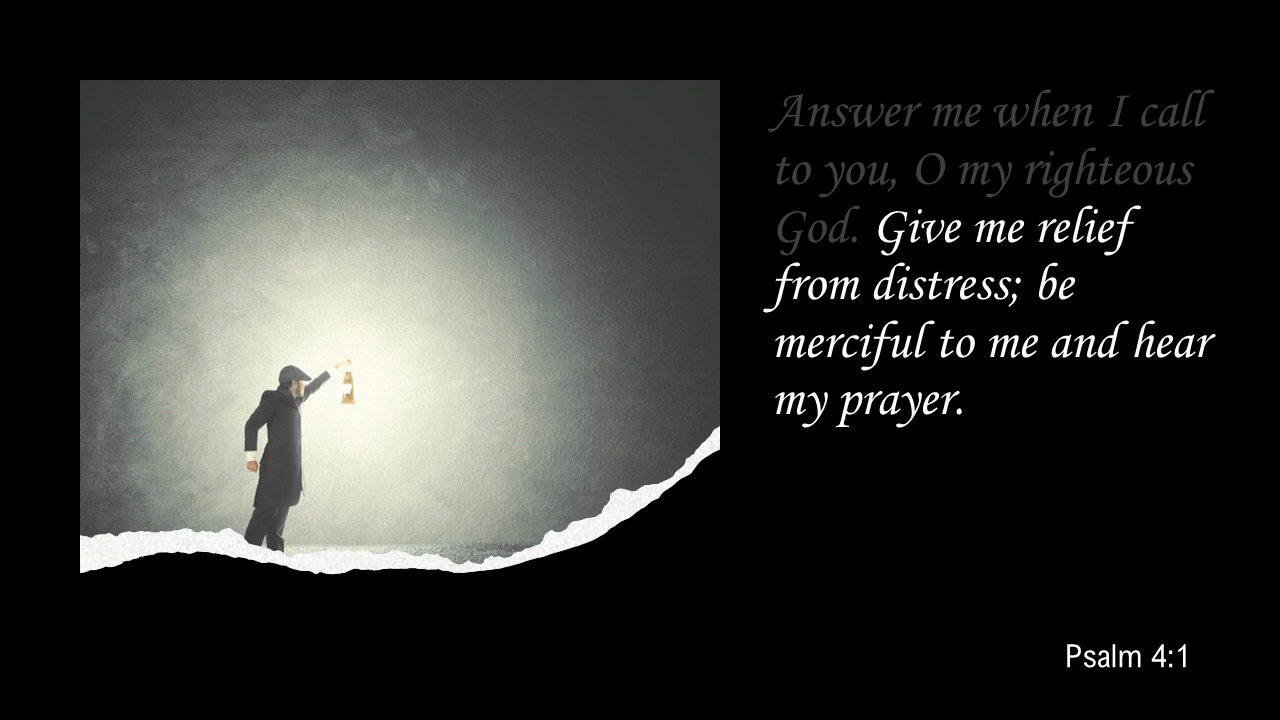 Answer me when I call
to you, O my righteous
God. Give me relief
from distress; be
merciful to me and hear
my prayer.
Psalm 4:1